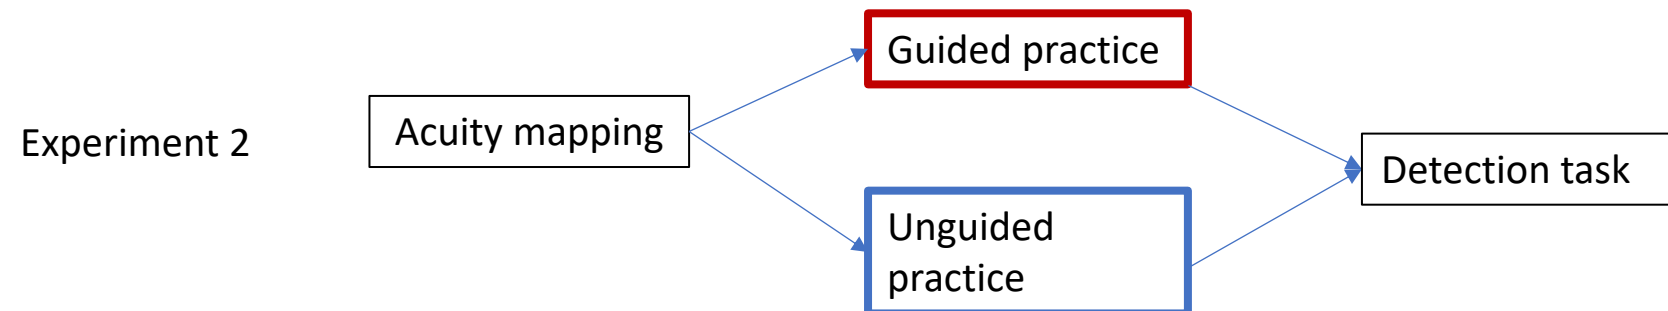 Experiment 2
Acuity mapping
Guided practice
Unguided
practice
Detection task